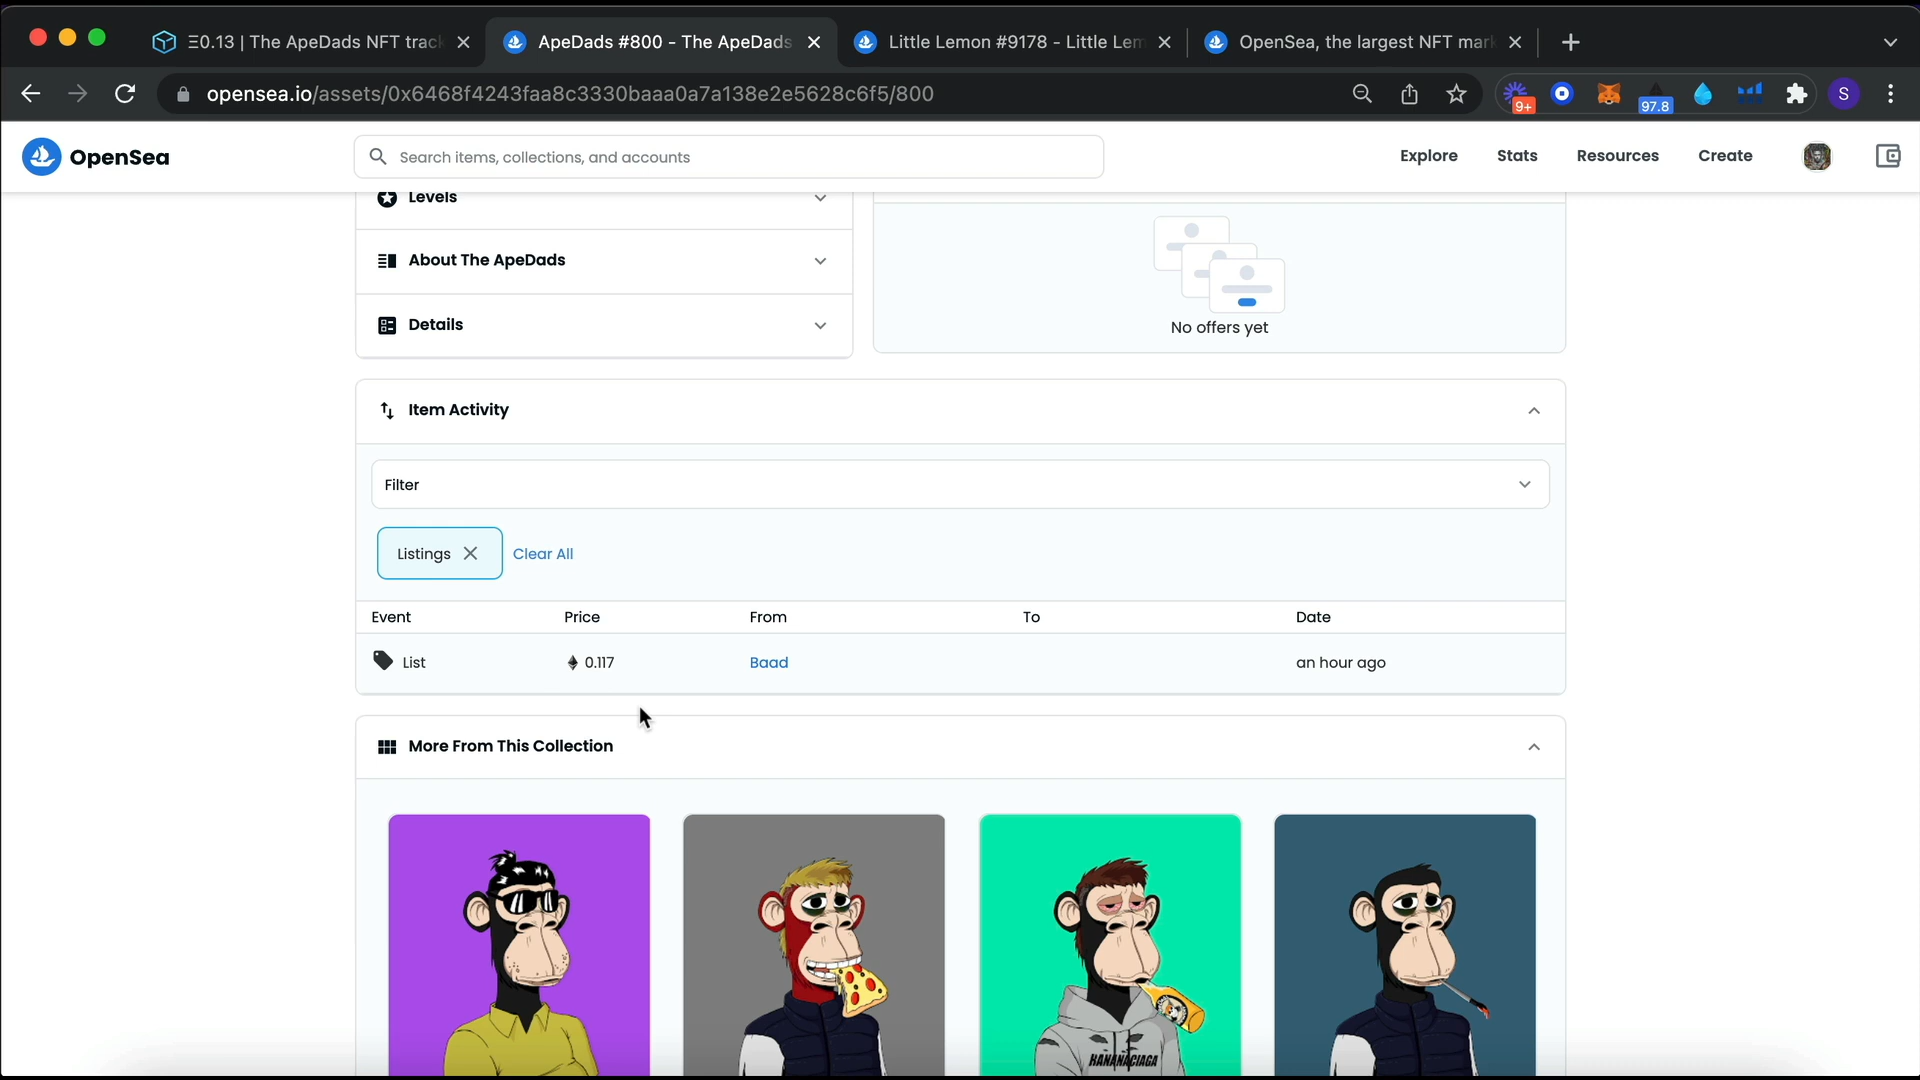 Ξ0.13 | The ApeDads NFT track
ApeDads #800 - The ApeDads
Little Lemon #9178 - Little Lem
OpenSea, the largest NFT mark
opensea.io/assets/0x6468f4243faa8c3330baaa0a7a138e2e5628c6f5/800
9+
97.8
S
OpenSea
Search items, collections, and accounts
Explore
Stats
Resources
Create
Levels
About The ApeDads
Details
No offers yet
Item Activity
Filter
Listings
Clear All
Event Price From To Date
List 0.117 Baad an hour ago
More From This Collection